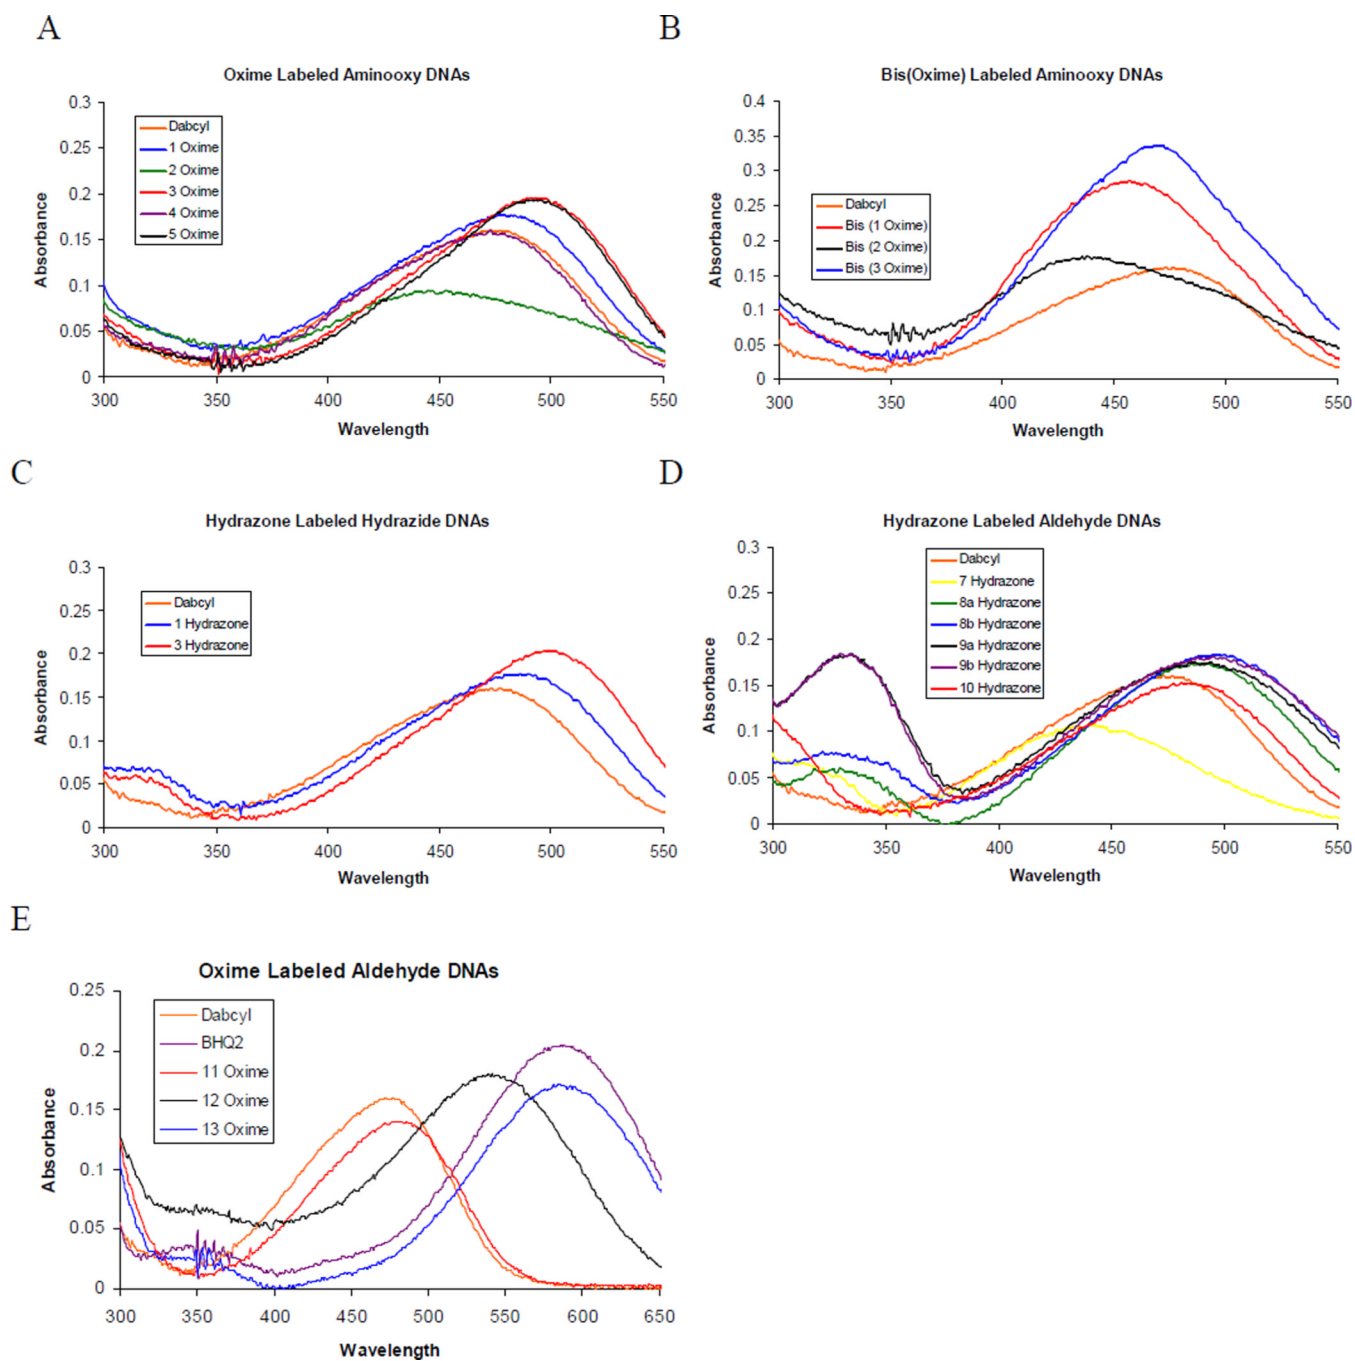 A
Oxime Labeled Aminooxy DNAs
0.3
0.25
0.2
0.15
0.1
0.05
0
Absorbance
Dabcyl
1 Oxime
2 Oxime
3 Oxime
4 Oxime
5 Oxime
300
350
400
450
500
550
Wavelength
B
Bis(Oxime) Labeled Aminooxy DNAs
0.4
0.35
0.3
0.25
0.2
0.15
0.1
0.05
0
Absorbance
Dabcyl
Bis (1 Oxime)
Bis (2 Oxime)
Bis (3 Oxime)
300
350
400
450
500
550
Wavelength
C
Hydrazone Labeled Hydrazide DNAs
0.3
0.25
0.2
0.15
0.1
0.05
0
Absorbance
Dabcyl
1 Hydrazone
3 Hydrazone
300
350
400
450
500
550
Wavelength
D
Hydrazone Labeled Aldehyde DNAs
0.3
0.25
0.2
0.15
0.1
0.05
0
Absorbance
Dabcyl
7 Hydrazone
8a Hydrazone
8b Hydrazone
9a Hydrazone
9b Hydrazone
10 Hydrazone
300
350
400
450
500
550
Wavelength
E
Oxime Labeled Aldehyde DNAs
0.25
0.2
0.15
0.1
0.05
0
Absorbance
Dabcyl
BHQ2
11 Oxime
12 Oxime
13 Oxime
300
350
400
450
500
550
600
650
Wavelength